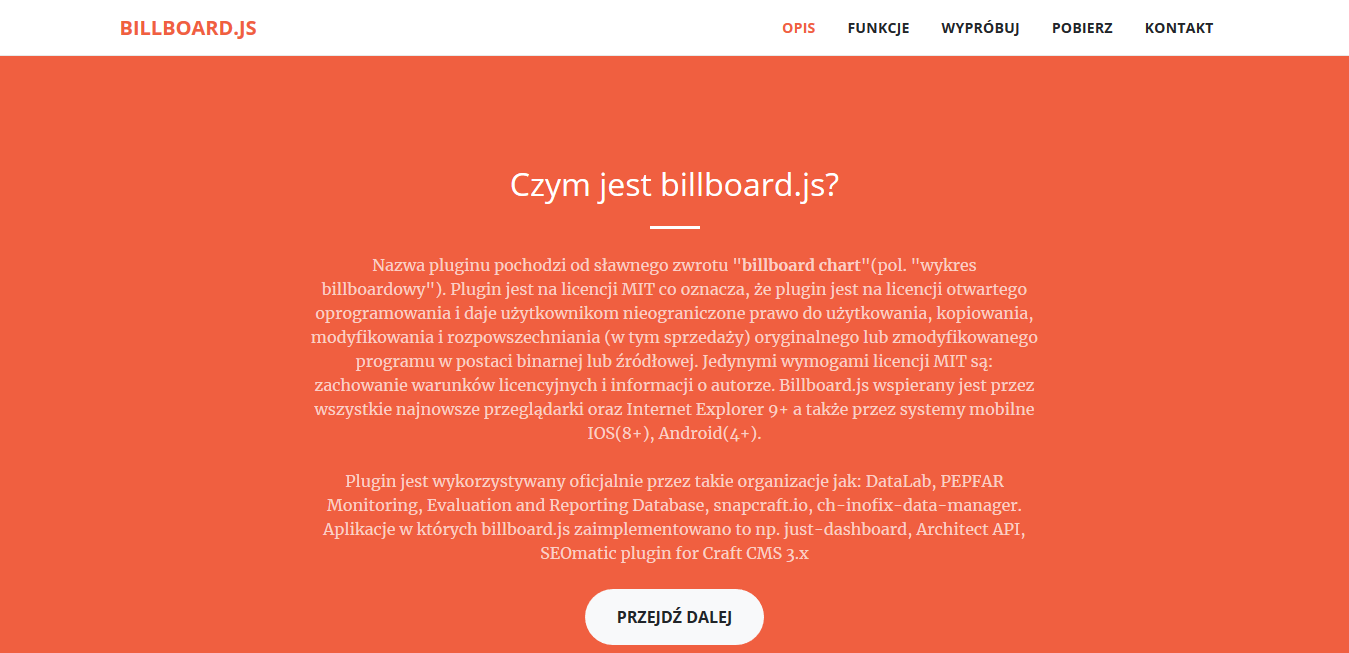 BILLBOARD.JS
OPIS FUNKCJE WYPRÓBUJ POBIERZ KONTAKT
Czym jest billboard.js?
Nazwa pluginu pochodzi od sławnego zwrotu "billboard chart"(pol. "wykres
billboardowy"). Plugin jest na licencji MIT co oznacza, że plugin jest na licencji otwartego
oprogramowania i daje użytkownikom nieograniczone prawo do użytkowania, kopiowania,
modyfikowania i rozpowszechniania (w tym sprzedaży) oryginalnego lub zmodyfikowanego
programu w postaci binarnej lub źródłowej. Jedynymi wymogami licencji MIT są:
zachowanie warunków licencyjnych i informacji o autorze. Billboard.js wspierany jest przez
wszystkie najnowsze przeglądarki oraz Internet Explorer 9+ a także przez systemy mobilne
IOS(8+), Android(4+).
Plugin jest wykorzystywany oficjalnie przez takie organizacje jak: DataLab, PEPFAR
Monitoring, Evaluation and Reporting Database, snapcraft.io, ch-inofix-data-manager.
Aplikacje w których billboard.js zaimplementowano to np. just-dashboard, Architect API,
SEOmatic plugin for Craft CMS 3.x
PRZEJDŹ DALEJ